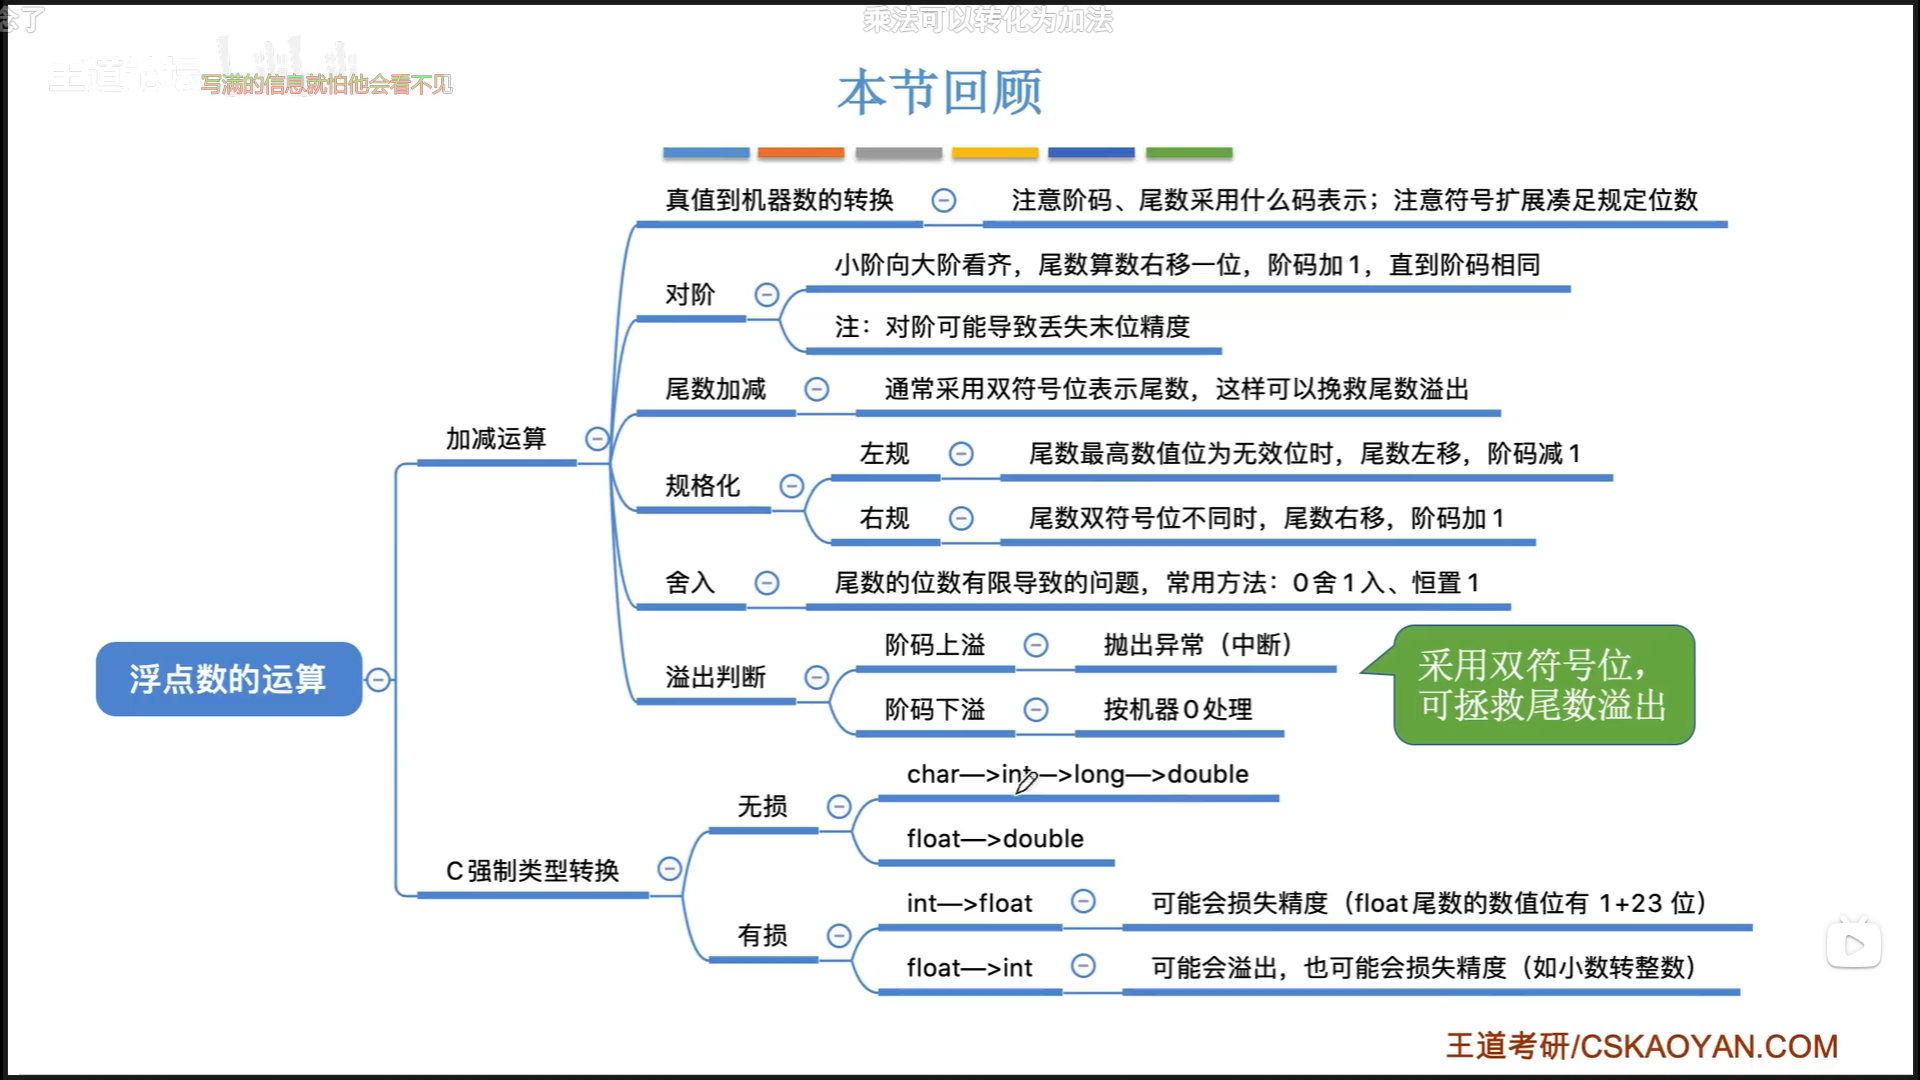 念了
乘法可以转化为加法
王道论坛
写满的信息就怕他会看不见
本节回顾
真值到机器数的转换
注意阶码、尾数采用什么码表示；注意符号扩展凑足规定位数
对阶
小阶向大阶看齐，尾数算数右移一位，阶码加1，直到阶码相同
注：对阶可能导致丢失末位精度
尾数加减
通常采用双符号位表示尾数，这样可以挽救尾数溢出
加减运算
规格化
左规
尾数最高数值位为无效位时，尾数左移，阶码减1
右规
尾数双符号位不同时，尾数右移，阶码加1
舍入
尾数的位数有限导致的问题，常用方法：0舍1入、恒置1
溢出判断
阶码上溢
抛出异常（中断）
阶码下溢
按机器0处理
采用双符号位，
可拯救尾数溢出
浮点数的运算
C强制类型转换
无损
char—>int—>long—>double
float—>double
有损
int—>float
可能会损失精度（float尾数的数值位有 1+23 位）
float—>int
可能会溢出，也可能会损失精度（如小数转整数）
王道考研/CSKAOYAN.COM